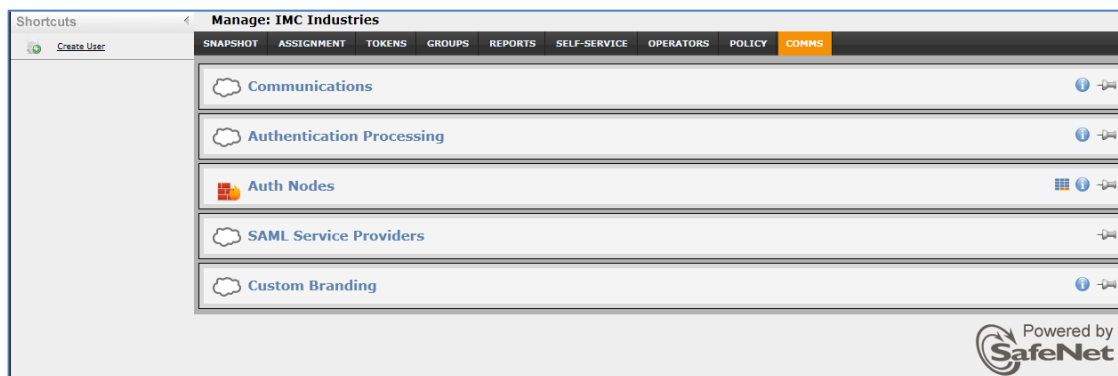 Shortcuts
Create User
Manage: IMC Industries
SNAPSHOT ASSIGNMENT TOKENS GROUPS REPORTS SELF-SERVICE OPERATORS POLICY COMMS
Communications
Authentication Processing
Auth Nodes
SAML Service Providers
Custom Branding
Powered by
SafeNet